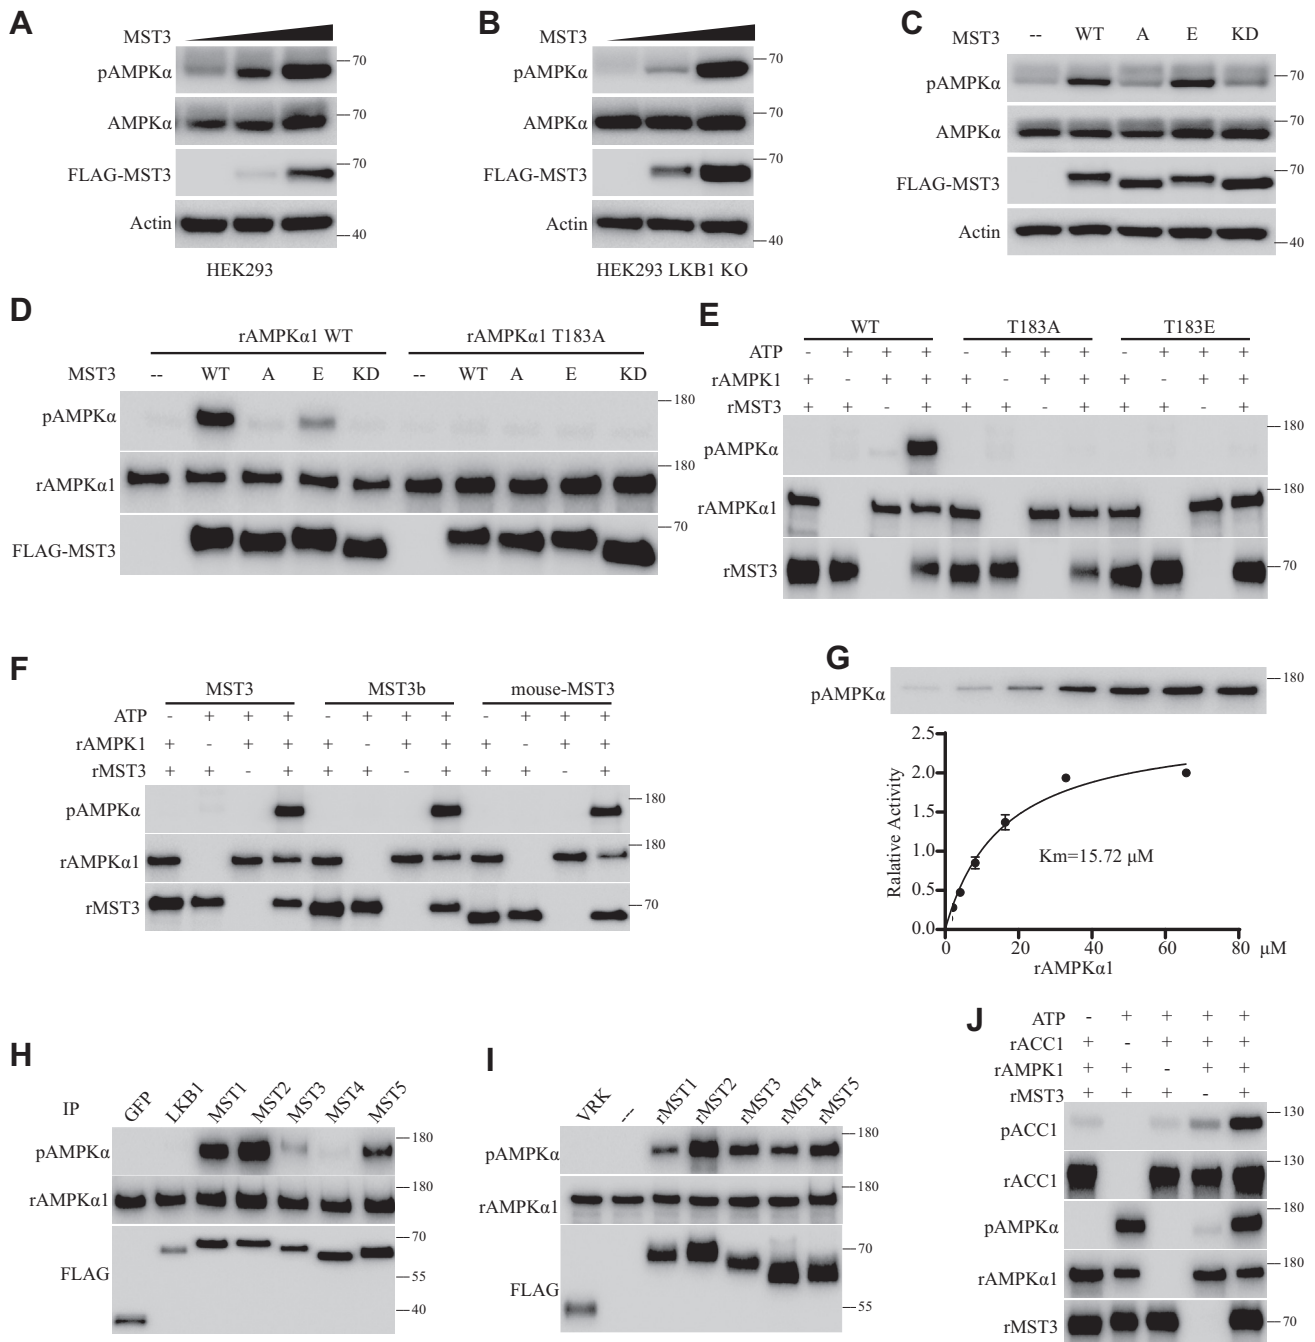 A
MST3
pAMPKα
70
AMPKα
70
FLAG-MST3
70
Actin
40
HEK293
B
MST3
pAMPKα
70
AMPKα
70
FLAG-MST3
70
Actin
40
HEK293 LKB1 KO
C
MST3 -- WT A E KD
pAMPKα
70
AMPKα
70
FLAG-MST3
70
Actin
40
D
rAMPKα1 WT rAMPKα1 T183A
MST3 -- WT A E KD -- WT A E KD
pAMPKα
180
rAMPKα1
180
FLAG-MST3
70
E
WT T183A T183E
ATP - + + + - + + + - + + +
rAMPK1 + - + + + - + + + - + +
rMST3 + + - + + + - + + + - +
pAMPKα
180
rAMPKα1
180
rMST3
70
F
MST3 MST3b mouse-MST3
ATP - + + + - + + + - + + +
rAMPK1 + - + + + - + + + - + +
rMST3 + + - + + + - + + + - +
pAMPKα
180
rAMPKα1
180
rMST3
70
G
pAMPKα
180
2.5
2.0
1.5
1.0
0.5
0.0
Ralative Activity
Km=15.72 μM
0 20 40 60 80 μM
rAMPKα1
H
IP GFP LKB1 MST1 MST2 MST3 MST4 MST5
pAMPKα
180
rAMPKα1
180
FLAG
70
55
40
I
VRK --- rMST1 rMST2 rMST3 rMST4 rMST5
pAMPKα
180
rAMPKα1
180
FLAG
70
55
J
ATP - + + + +
rACC1 + - + + +
rAMPK1 + + - + +
rMST3 + + + - +
pACC1
130
rACC1
130
pAMPKα
180
rAMPKα1
180
rMST3
70